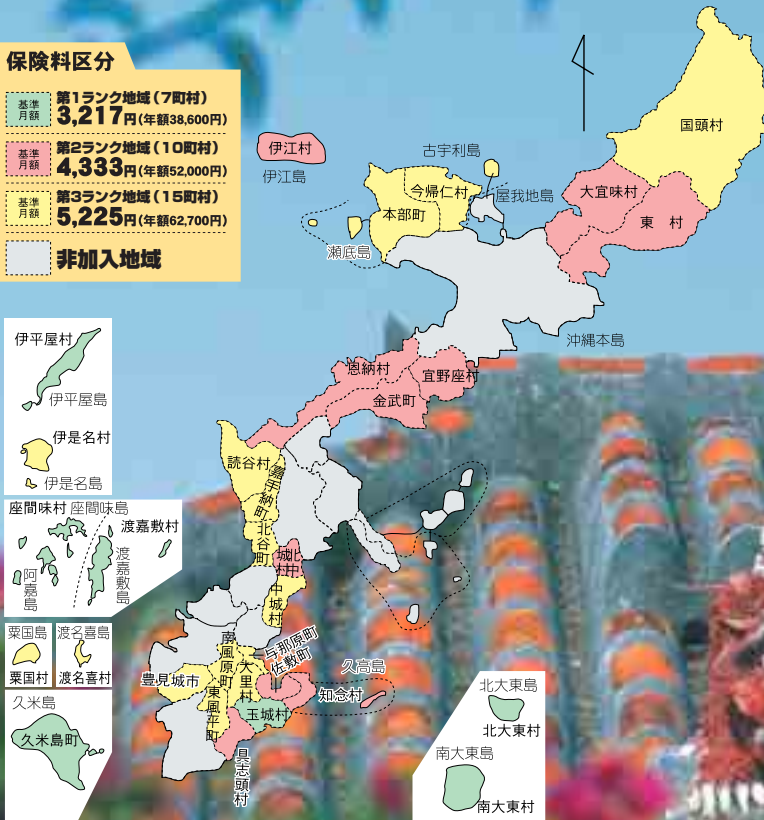 保険料区分
基準
月額
第1ランク地域（7町村）
3,217円(年額38,600円)
基準
月額
第2ランク地域（10町村）
4,333円(年額52,000円)
基準
月額
第3ランク地域（15町村）
5,225円(年額62,700円)
非加入地域
国頭村
伊江村
伊江島
古宇利島
今帰仁村
屋我地島
大宜味村
東 村
本部町
瀬底島
沖縄本島
伊平屋村
伊平屋島
伊是名村
伊是名島
恩納村
宜野座村
金武町
読谷村
嘉手納町
北谷町
北中城村
中城村
座間味村 座間味島
渡嘉敷村
阿嘉島
渡嘉敷島
粟国島
粟国村
渡名喜島
渡名喜村
久米島
久米島町
与那原町
佐敷町
南風原町
大里村
豊見城市
東風平町
玉城村
久高島
知念村
具志頭村
北大東島
北大東村
南大東島
南大東村